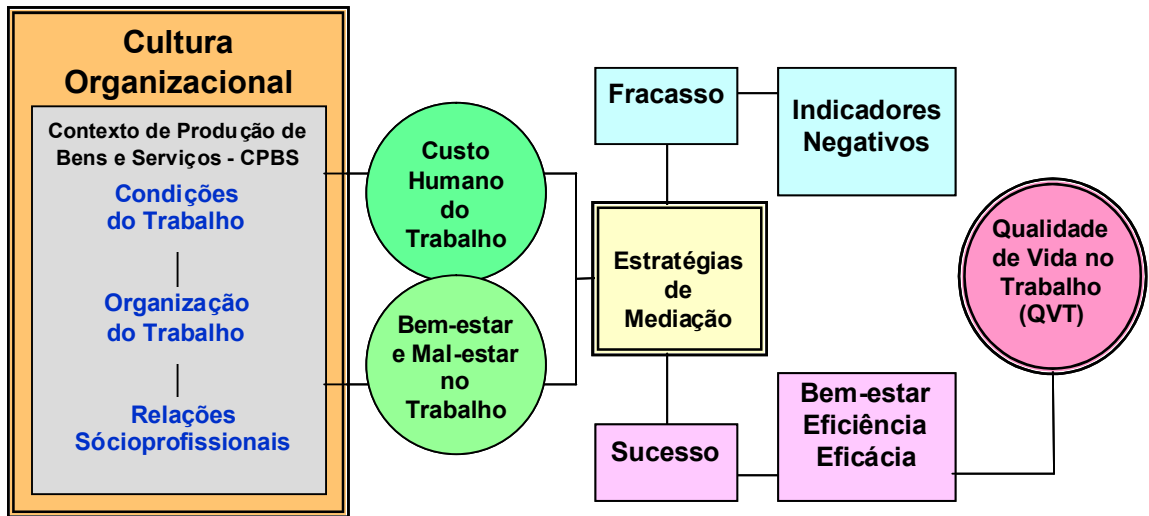 Cultura
Organizacional
Contexto de Produção de
Bens e Serviços - CPBS
Condições
do Trabalho
Organização
do Trabalho
Relações
Sócioprofissionais
Custo
Humano
do
Trabalho
Bem-estar
e Mal-estar
no
Trabalho
Fracasso
Indicadores
Negativos
Estratégias
de
Mediação
Sucesso
Bem-estar
Eficiência
Eficácia
Qualidade
de Vida no
Trabalho
(QVT)